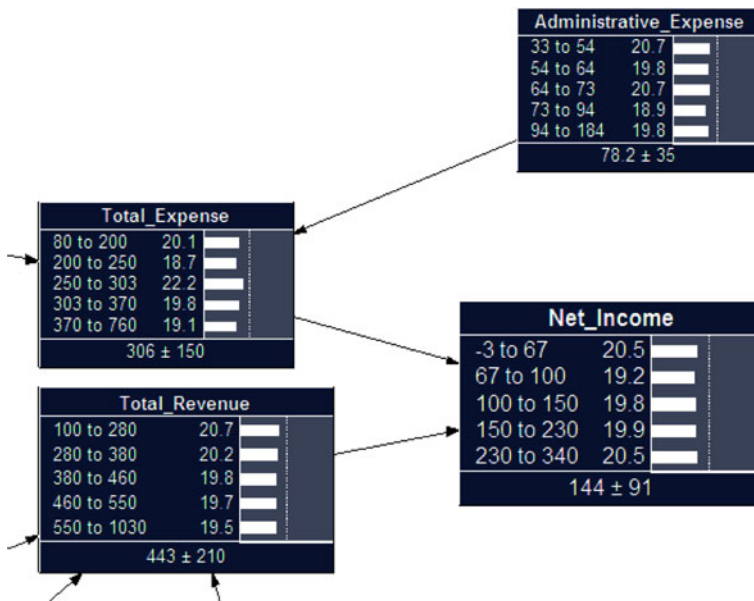 Administrative_Expense
33 to 54 20.7
54 to 64 19.8
64 to 73 20.7
73 to 94 18.9
94 to 184 19.8
78.2 ± 35
Total_Expense
80 to 200 20.1
200 to 250 18.7
250 to 303 22.2
303 to 370 19.8
370 to 760 19.1
306 ± 150
Net_Income
-3 to 67 20.5
67 to 100 19.2
100 to 150 19.8
150 to 230 19.9
230 to 340 20.5
144 ± 91
Total_Revenue
100 to 280 20.7
280 to 380 20.2
380 to 460 19.8
460 to 550 19.7
550 to 1030 19.5
443 ± 210